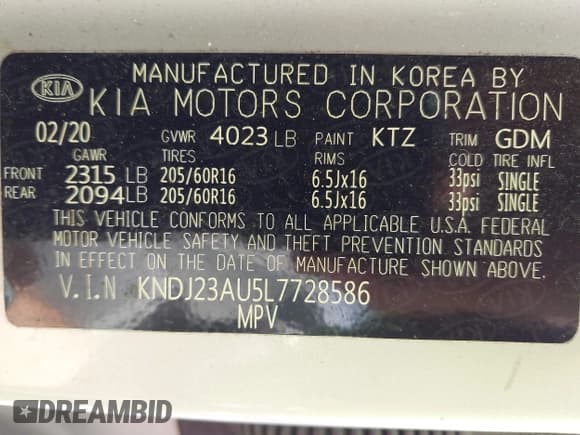 KIA MANUFACTURED IN KOREA BY
KIA MOTORS CORPORATION
02/20 GVWR 4023 LB PAINT KTZ TRIM GDM
GAWR TIRES RIMS COLD TIRE INFL
FRONT 2315 LB 205/60R16 6.5Jx16 33psi SINGLE
REAR 2094 LB 205/60R16 6.5Jx16 33psi SINGLE
THIS VEHICLE CONFORMS TO ALL APPLICABLE U.S.A. FEDERAL
MOTOR VEHICLE SAFETY AND THEFT PREVENTION STANDARDS
IN EFFECT ON THE DATE OF MANUFACTURE SHOWN ABOVE.
V.I.N KNDJ23AU5L7728586
MPV
DREAMBID